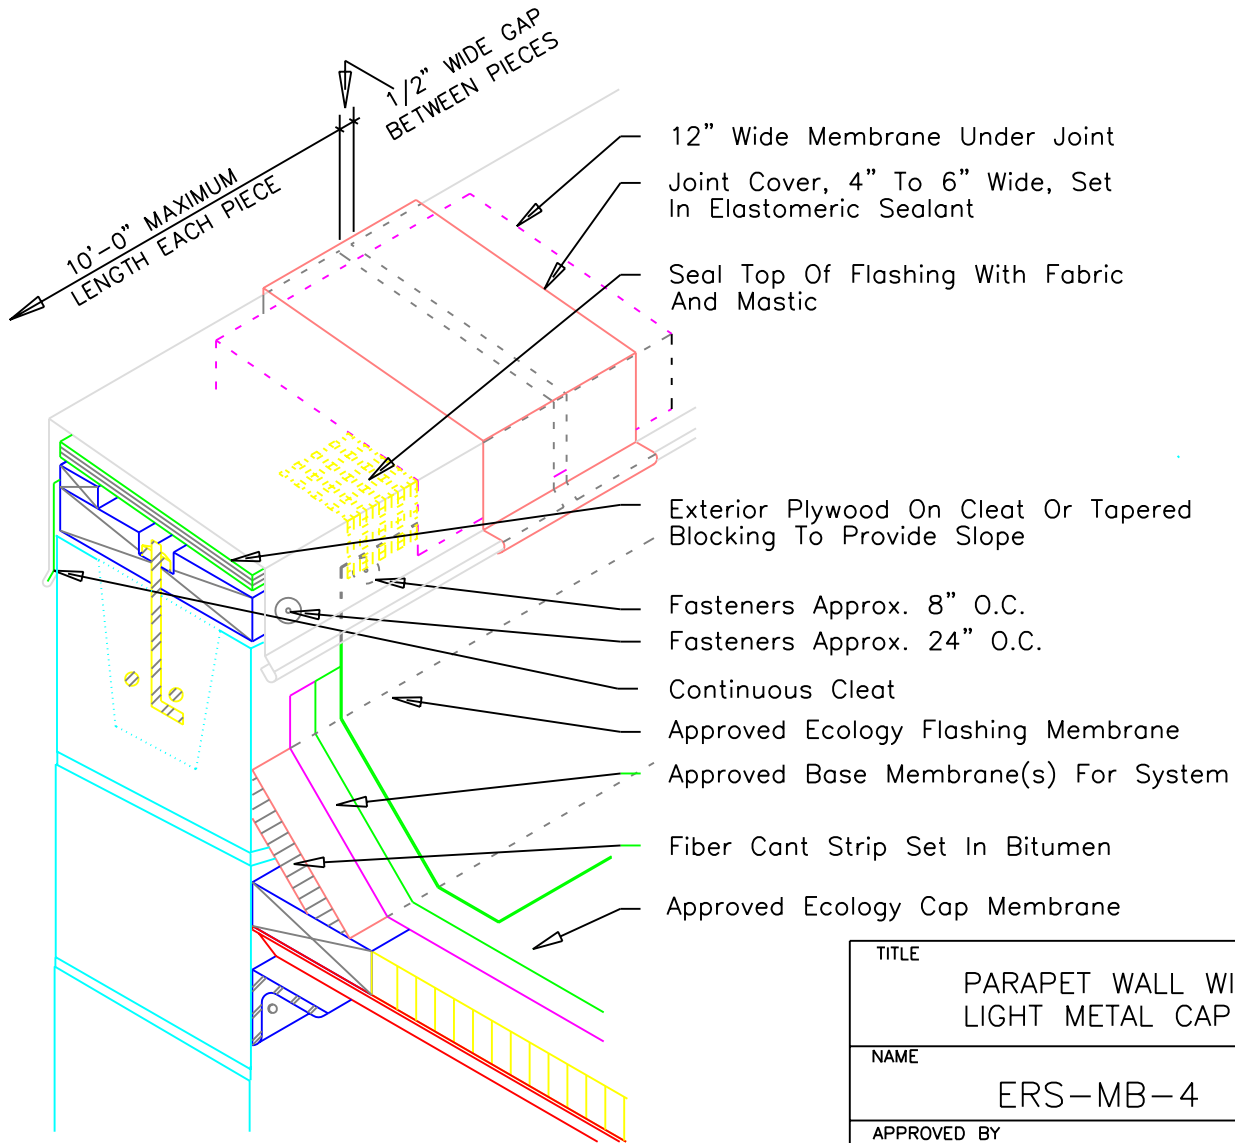 1/2" WIDE GAP
BETWEEN PIECES
10'-0" MAXIMUM
LENGTH EACH PIECE
12" Wide Membrane Under Joint
Joint Cover, 4" To 6" Wide, Set
In Elastomeric Sealant
Seal Top Of Flashing With Fabric
And Mastic
Exterior Plywood On Cleat Or Tapered
Blocking To Provide Slope
Fasteners Approx. 8" O.C.
Fasteners Approx. 24" O.C.
Continuous Cleat
Approved Ecology Flashing Membrane
Approved Base Membrane(s) For System
Fiber Cant Strip Set In Bitumen
Approved Ecology Cap Membrane
TITLE
PARAPET WALL WI
LIGHT METAL CAP
NAME
ERS-MB-4
APPROVED BY